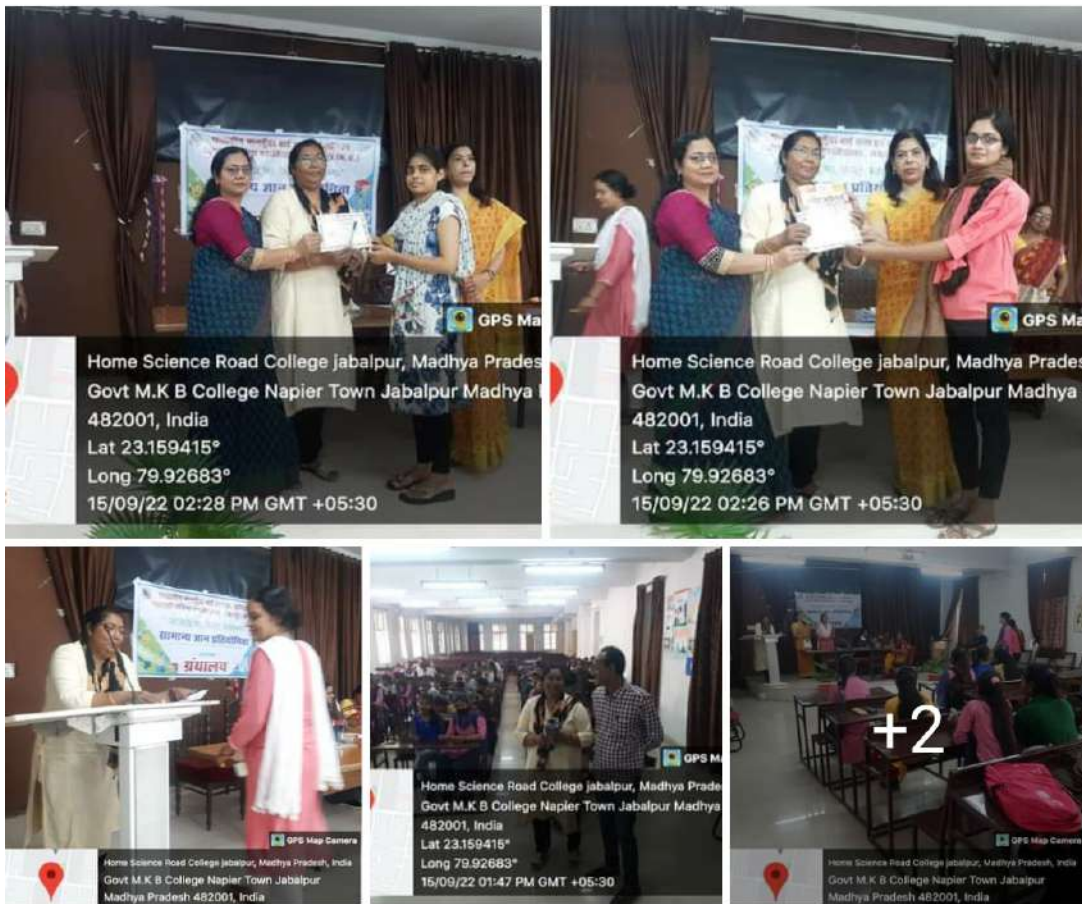 GPS Ma
Home Science Road College jabalpur, Madhya Prades
Govt M.K B College Napier Town Jabalpur Madhya
482001, India
Lat 23.159415°
Long 79.92683°
15/09/22 02:28 PM GMT +05:30
प्रति
GPS Ma
Home Science Road College jabalpur, Madhya Prades
Govt M.K B College Napier Town Jabalpur Madhya
482001, India
Lat 23.159415°
Long 79.92683°
15/09/22 02:26 PM GMT +05:30
सामान्य ज्ञान प्रतियोगिता
ग्रंथालय
GPS Map Camera
Home Science Road College jabalpur, Madhya Pradesh, India
Govt M.K B College Napier Town Jabalpur
Madhya Pradesh 482001, India
GPS M
Home Science Road College jabalpur, Madhya Prade
Govt M.K B College Napier Town Jabalpur Madhya
482001, India
Lat 23.159415°
Long 79.92683°
15/09/22 01:47 PM GMT +05:30
+2
GPS Map Camera
Home Science Road College jabalpur, Madhya Pradesh, India
Govt M.K B College Napier Town Jabalpur
Madhya Pradesh 482001, India